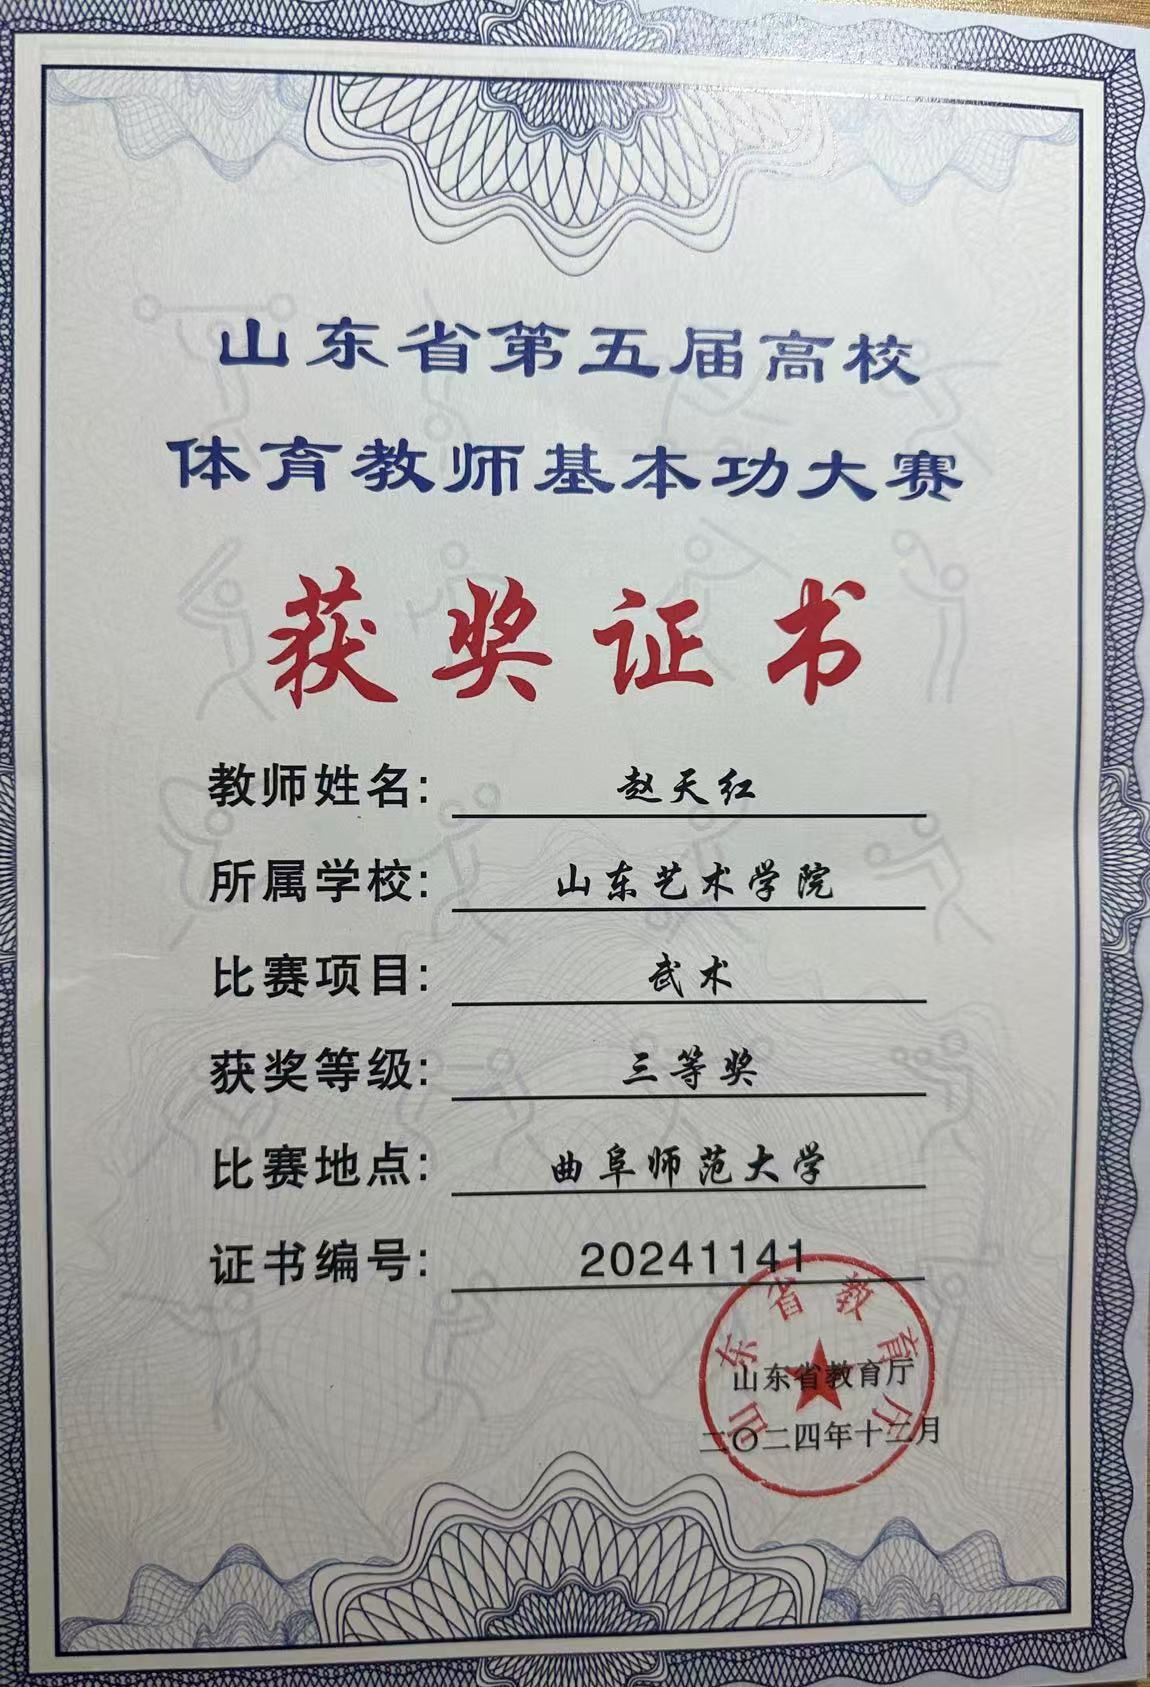 山东省第五届高校
体育教师基本功大赛
获奖证书
教师姓名: 赵天红
所属学校: 山东艺术学院
比赛项目: 武术
获奖等级: 三等奖
比赛地点: 曲阜师范大学
证书编号: 20241141
山东省教育厅
山东省教育厅
二〇二四年十二月